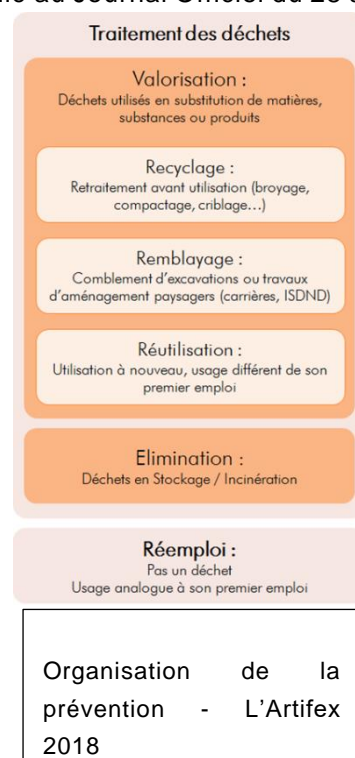 Traitement des déchets
Valorisation :
Déchets utilisés en substitution de matières,
substances ou produits
Recyclage :
Retraitement avant utilisation (broyage,
compactage, criblage...)
Remblayage :
Comblement d'excavations ou travaux
d'aménagement paysagers (carrières, ISDND)
Réutilisation :
Utilisation à nouveau, usage différent de son
premier emploi
Elimination :
Déchets en Stockage / Incinération
Réemploi :
Pas un déchet
Usage analogue à son premier emploi
Organisation de la
prévention - L'Artifex
2018